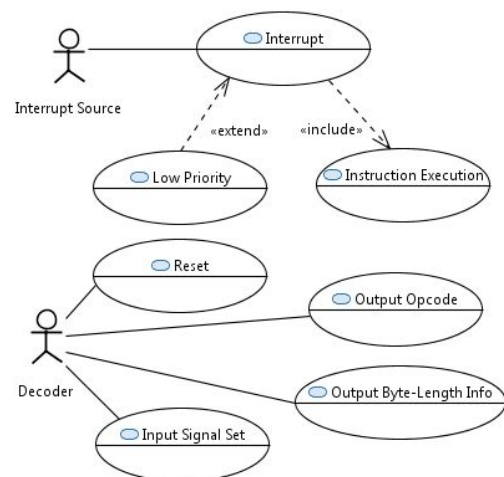 Interrupt
Interrupt Source
«extend»
«include»
Low Priority
Instruction Execution
Reset
Output Opcode
Decoder
Output Byte-Length Info
Input Signal Set